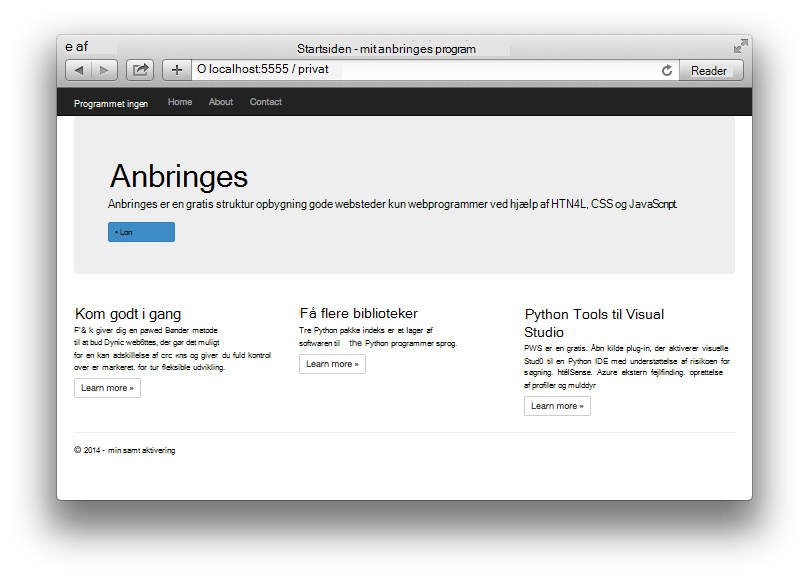 e af
Startsiden - mit anbringes program
O localhost:5555 / privat
Reader
Programmet ingen Home About Contact
Anbringes
Anbringes er en gratis struktur opbygning gode websteder kun webprogrammer ved hjælp af HTN4L, CSS og JavaScnpt.
• Lon
Kom godt i gang
F'& k giver dig en pawed Bønder metode
til at bud Dynic web6ttes, der gør det muligt
for en kan adskillelse af crc «ns og giver du fuld kontrol
over er markeret. for tur fleksible udvikling.
Learn more »
Få flere biblioteker
Tre Python pakke indeks er et lager af
softwaren til the Python programmer sprog.
Learn more »
Python Tools til Visual
Studio
PWS er en gratis. Åbn kilde plug-in, der aktiverer visuelle
Stud0 til en Python IDE med understøttelse af risikoen for
søgning. htélSense. Azure ekstern fejlfinding. oprettelse
af profiler og mulddyr
Learn more »
© 2014 - min samt aktivering